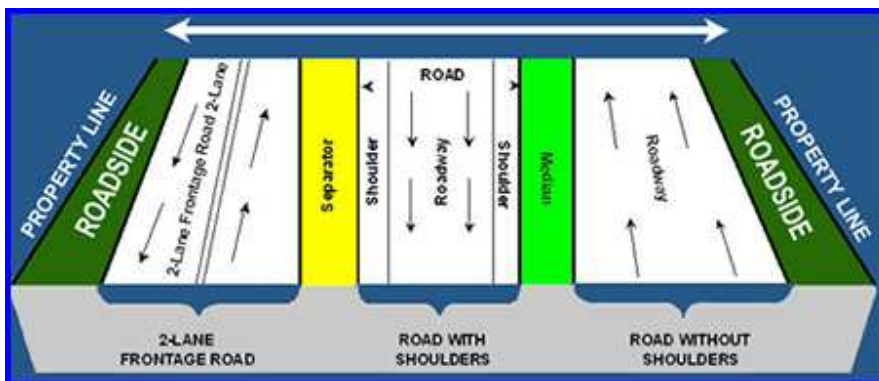 PROPERTY LINE
ROADSIDE
2-Lane Frontage Road 2-Lane
Separator
Shoulder
ROAD
Roadway
Shoulder
Median
Roadway
ROADSIDE
PROPERTY LINE
2-LANE
FRONTAGE ROAD
ROAD WITH
SHOULDERS
ROAD WITHOUT
SHOULDERS